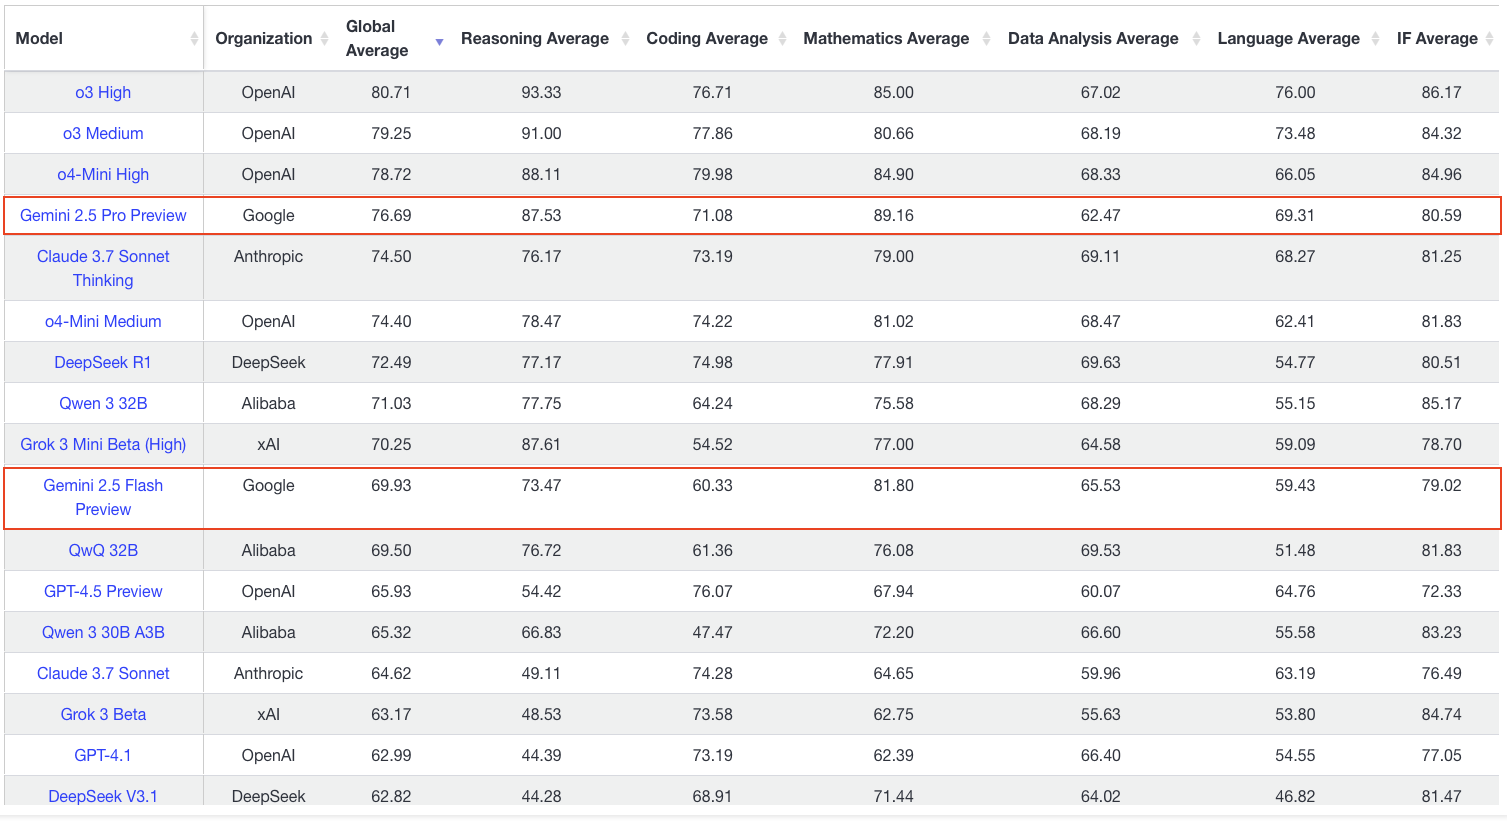 Model Organization Global Average Reasoning Average Coding Average Mathematics Average Data Analysis Average Language Average IF Average
o3 High OpenAI 80.71 93.33 76.71 85.00 67.02 76.00 86.17
o3 Medium OpenAI 79.25 91.00 77.86 80.66 68.19 73.48 84.32
o4-Mini High OpenAI 78.72 88.11 79.98 84.90 68.33 66.05 84.96
Gemini 2.5 Pro Preview Google 76.69 87.53 71.08 89.16 62.47 69.31 80.59
Claude 3.7 Sonnet Thinking Anthropic 74.50 76.17 73.19 79.00 69.11 68.27 81.25
o4-Mini Medium OpenAI 74.40 78.47 74.22 81.02 68.47 62.41 81.83
DeepSeek R1 DeepSeek 72.49 77.17 74.98 77.91 69.63 54.77 80.51
Qwen 3 32B Alibaba 71.03 77.75 64.24 75.58 68.29 55.15 85.17
Grok 3 Mini Beta (High) xAI 70.25 87.61 54.52 77.00 64.58 59.09 78.70
Gemini 2.5 Flash Preview Google 69.93 73.47 60.33 81.80 65.53 59.43 79.02
QwQ 32B Alibaba 69.50 76.72 61.36 76.08 69.53 51.48 81.83
GPT-4.5 Preview OpenAI 65.93 54.42 76.07 67.94 60.07 64.76 72.33
Qwen 3 30B A3B Alibaba 65.32 66.83 47.47 72.20 66.60 55.58 83.23
Claude 3.7 Sonnet Anthropic 64.62 49.11 74.28 64.65 59.96 63.19 76.49
Grok 3 Beta xAI 63.17 48.53 73.58 62.75 55.63 53.80 84.74
GPT-4.1 OpenAI 62.99 44.39 73.19 62.39 66.40 54.55 77.05
DeepSeek V3.1 DeepSeek 62.82 44.28 68.91 71.44 64.02 46.82 81.47